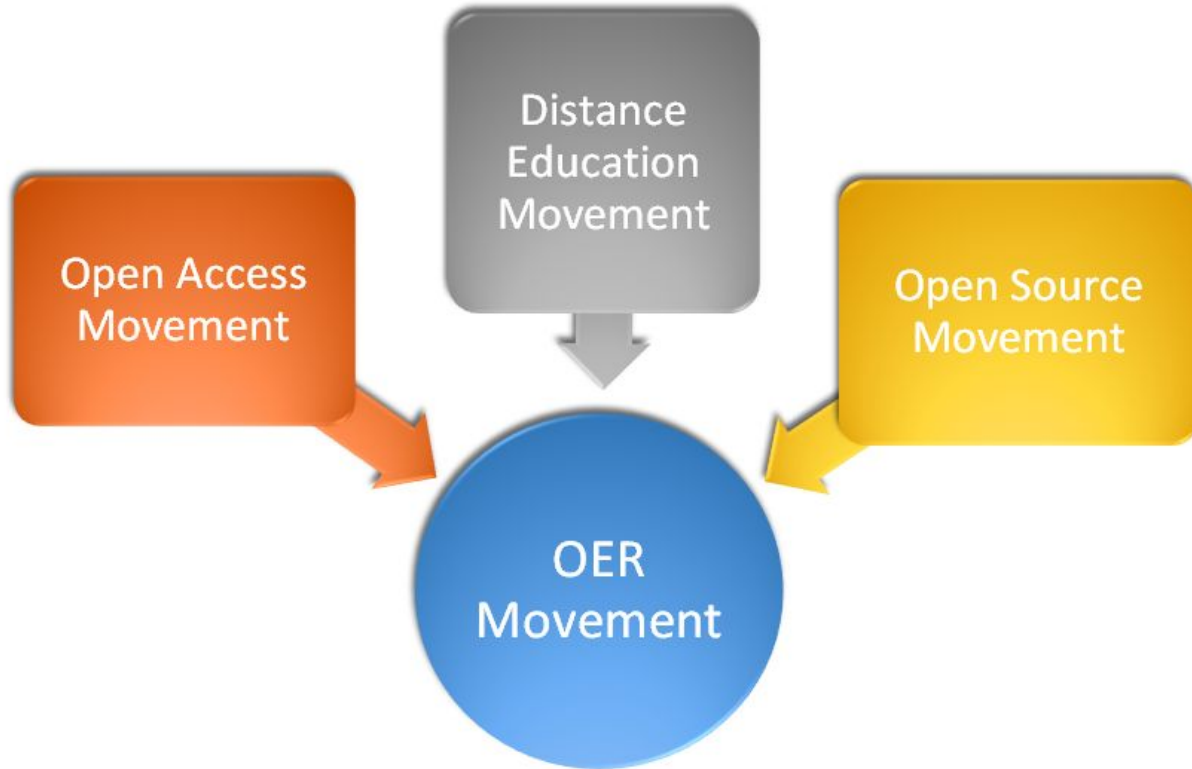 Distance
Education
Movement
Open Access
Movement
Open Source
Movement
OER
Movement